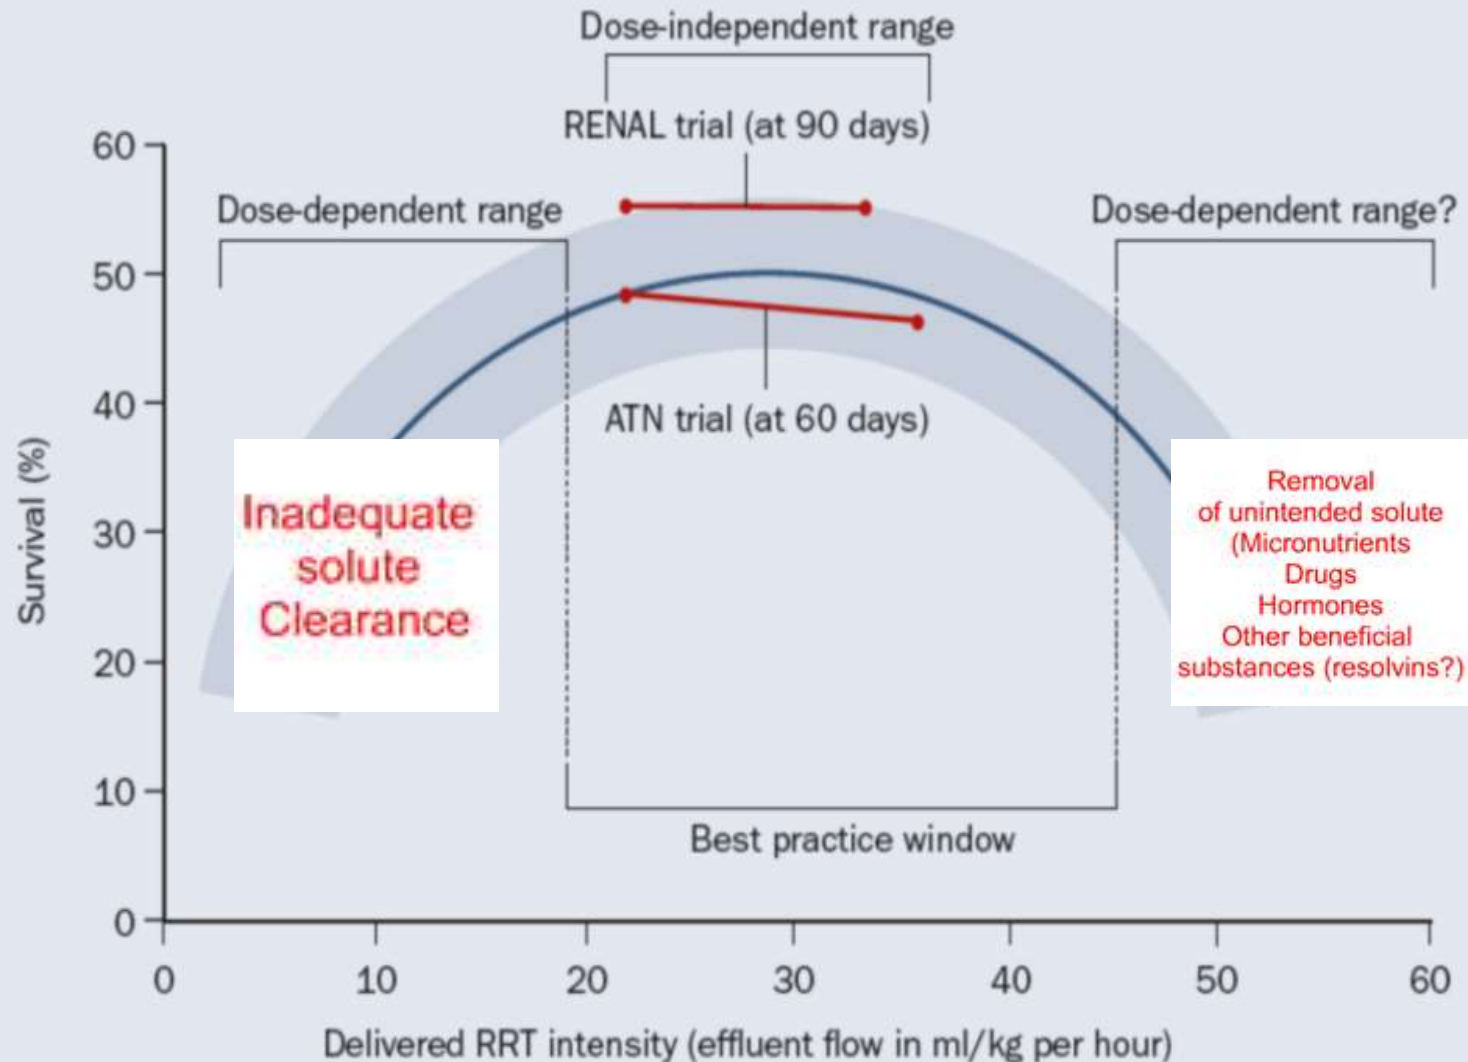 Dose-independent range
RENAL trial (at 90 days)
Dose-dependent range
Dose-dependent range?
ATN trial (at 60 days)
Inadequate
solute
Clearance
Removal
of unintended solute
(Micronutrients
Drugs
Hormones
Other beneficial
substances (resolvins?)
Best practice window
Survival (%)
60
50
40
30
20
10
0
0 10 20 30 40 50 60
Delivered RRT intensity (effluent flow in ml/kg per hour)